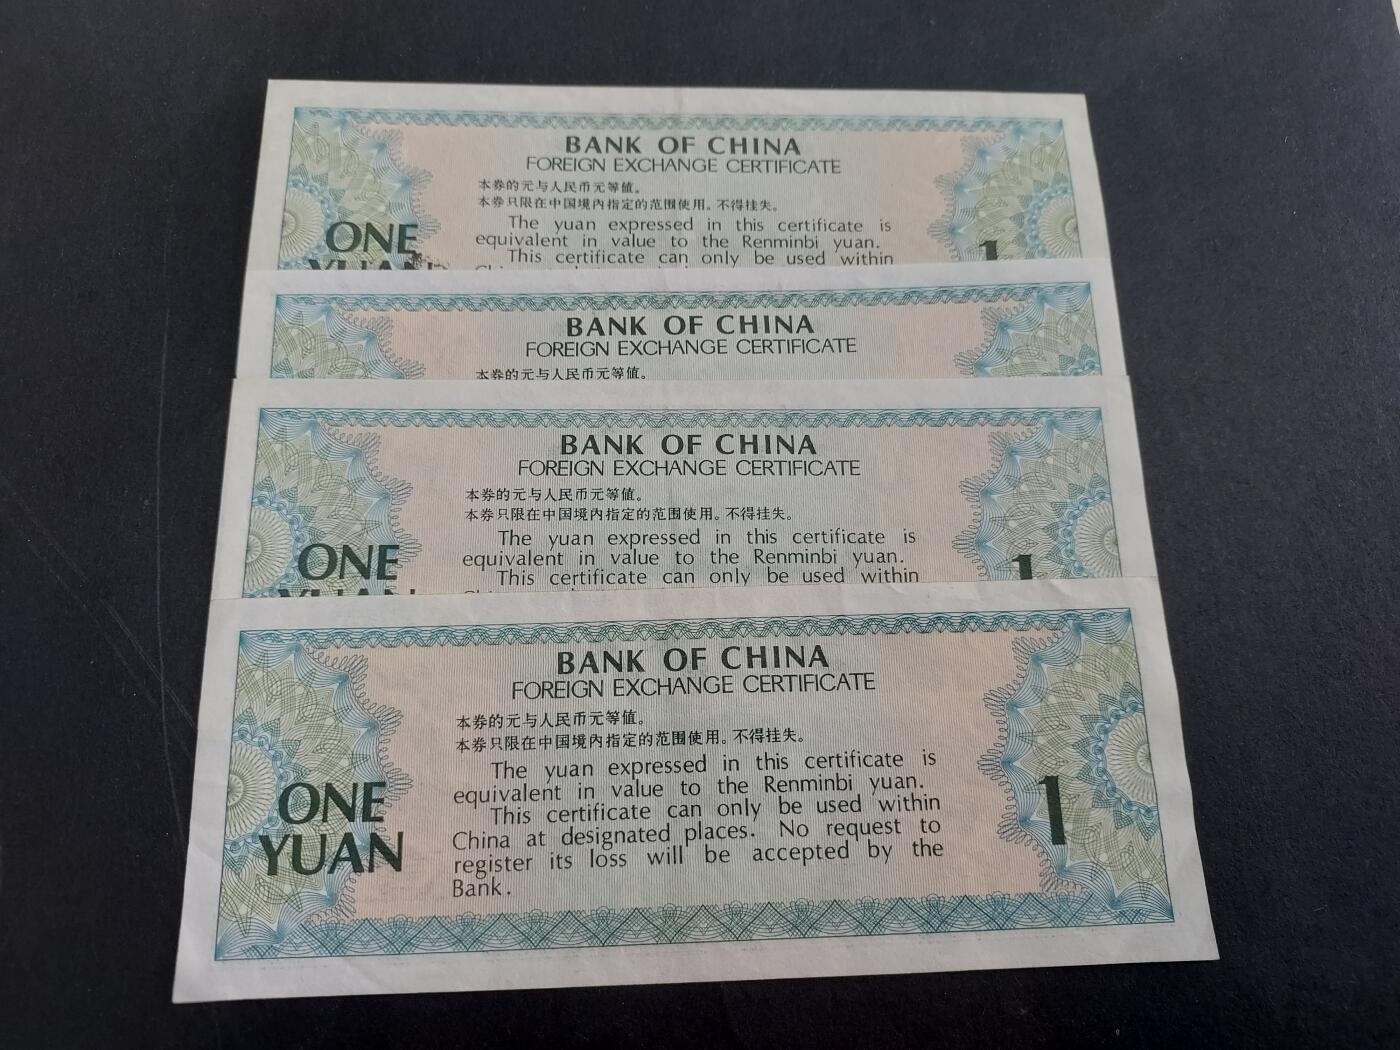 BANK OF CHINA
FOREIGN EXCHANGE CERTIFICATE
本券的元与人民币元等值。
本券只限在中国境内指定的范围使用。不得挂失。
The yuan expressed in this certificate is
equivalent in value to the Renminbi yuan.
This certificate can only be used within
ONE
YUAN
1
BANK OF CHINA
FOREIGN EXCHANGE CERTIFICATE
本券的元与人民币元等值。
BANK OF CHINA
FOREIGN EXCHANGE CERTIFICATE
本券的元与人民币元等值。
本券只限在中国境内指定的范围使用。不得挂失。
The yuan expressed in this certificate is
equivalent in value to the Renminbi yuan.
This certificate can only be used within
ONE
YUAN
1
BANK OF CHINA
FOREIGN EXCHANGE CERTIFICATE
本券的元与人民币元等值。
本券只限在中国境内指定的范围使用。不得挂失。
The yuan expressed in this certificate is
equivalent in value to the Renminbi yuan.
This certificate can only be used within
China at designated places. No request to
register its loss will be accepted by the
Bank.
ONE
YUAN
1